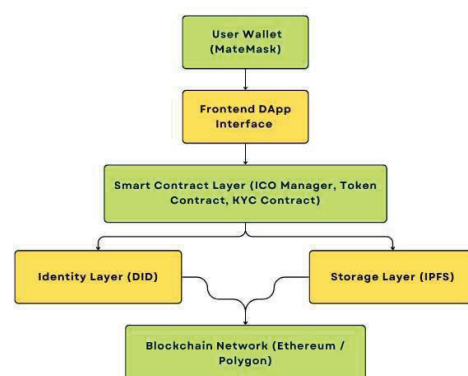 User Wallet
(MateMask)
Frontend DApp
Interface
Smart Contract Layer (ICO Manager, Token
Contract, KYC Contract)
Identity Layer (DID)
Storage Layer (IPFS)
Blockchain Network (Ethereum /
Polygon)